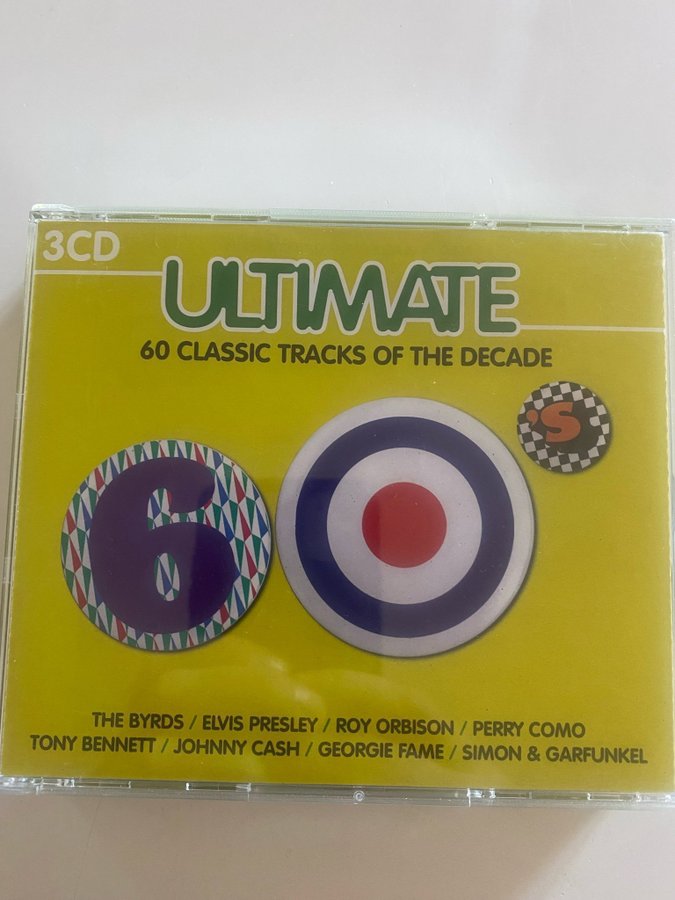 3CD
ULTIMATE
60 CLASSIC TRACKS OF THE DECADE
60'S
THE BYRDS / ELVIS PRESLEY / ROY ORBISON / PERRY COMO
TONY BENNETT / JOHNNY CASH / GEORGIE FAME / SIMON & GARFUNKEL